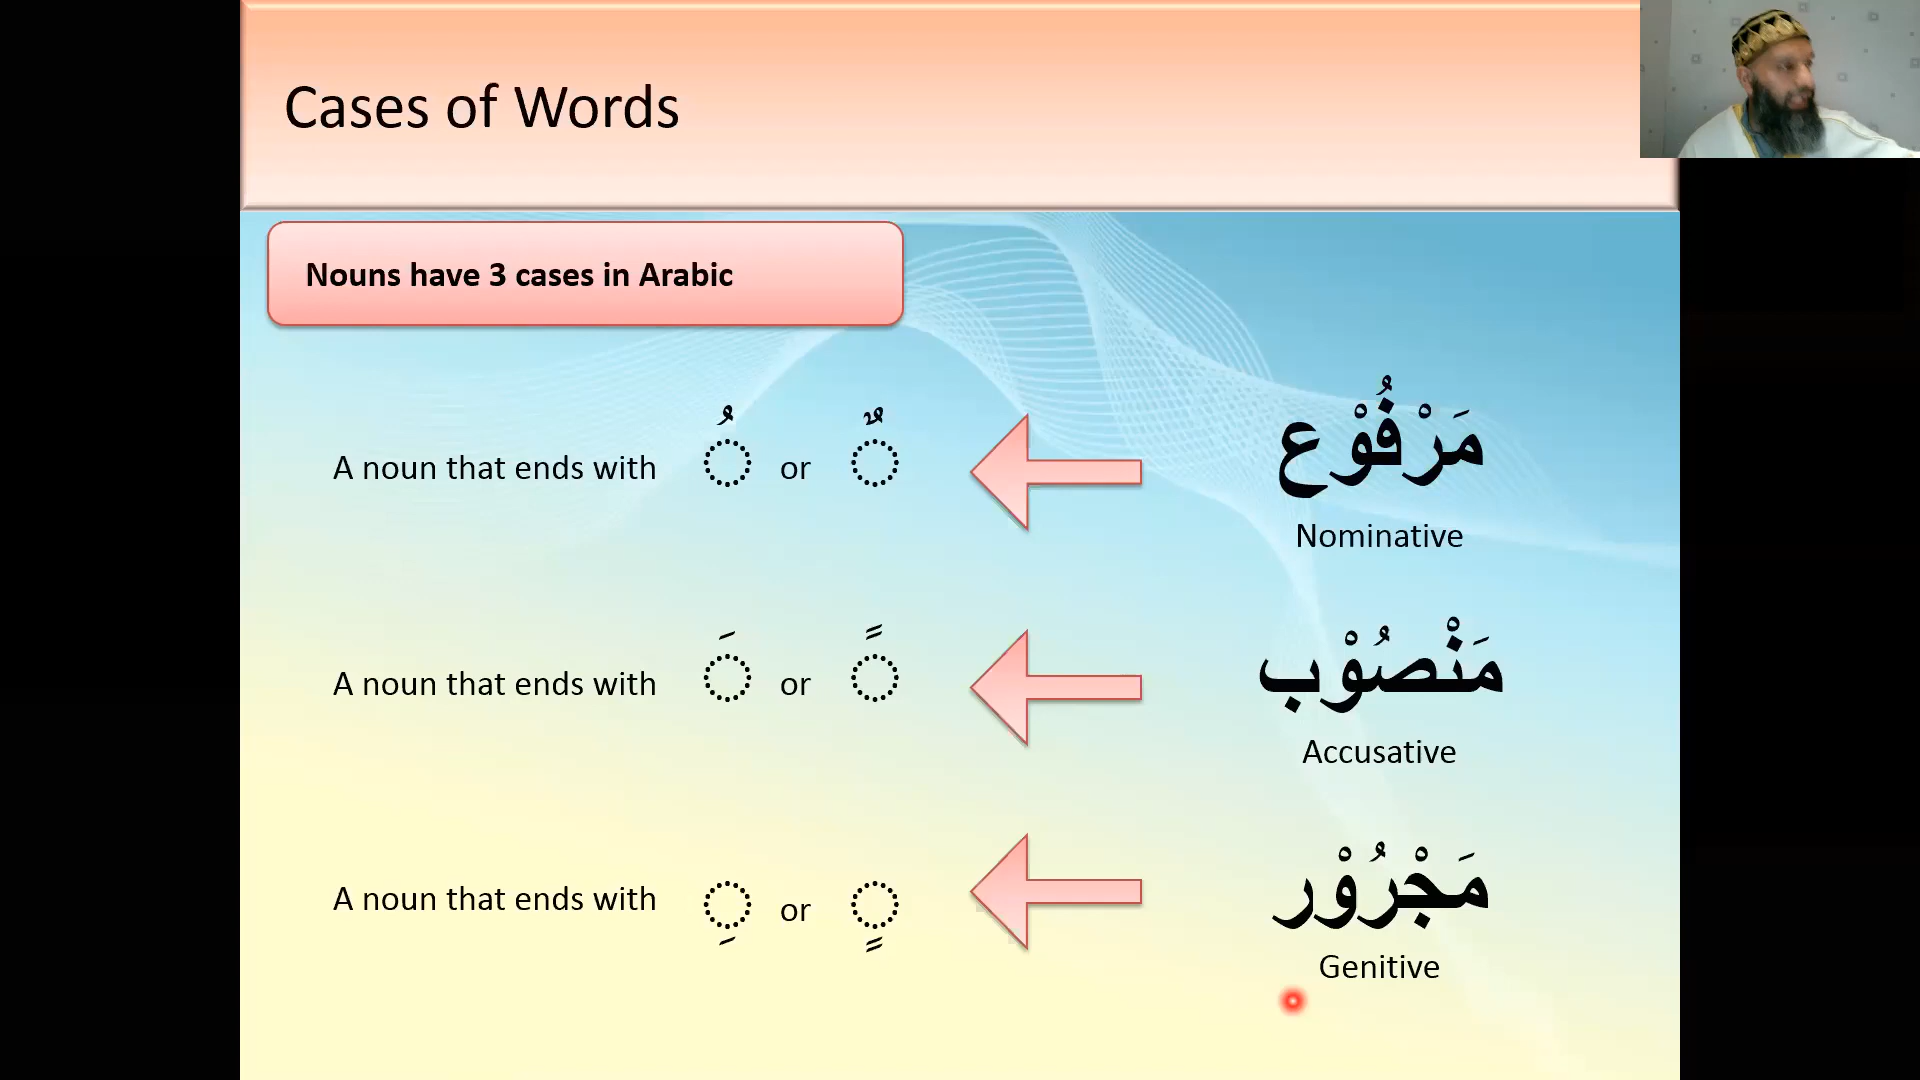 Cases of Words
Nouns have 3 cases in Arabic
A noun that ends with ◌ُ or ◌ٌ
مَرْفُوْع
Nominative
A noun that ends with ◌َ or ◌ً
مَنْصُوْب
Accusative
A noun that ends with ◌ِ or ◌ٍ
مَجْرُوْر
Genitive